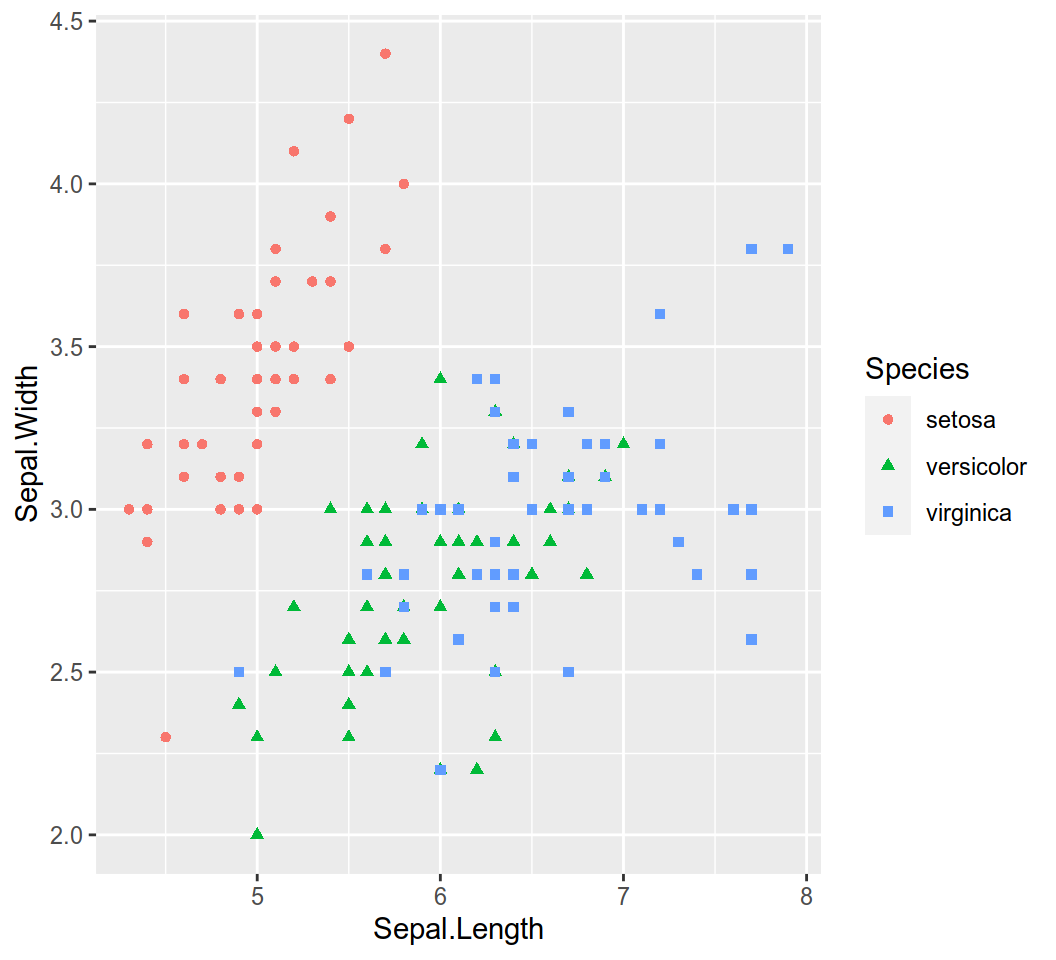 4.5
4.0
3.5
3.0
2.5
2.0
Sepal.Width
5 6 7 8
Sepal.Length
Species
setosa
versicolor
virginica